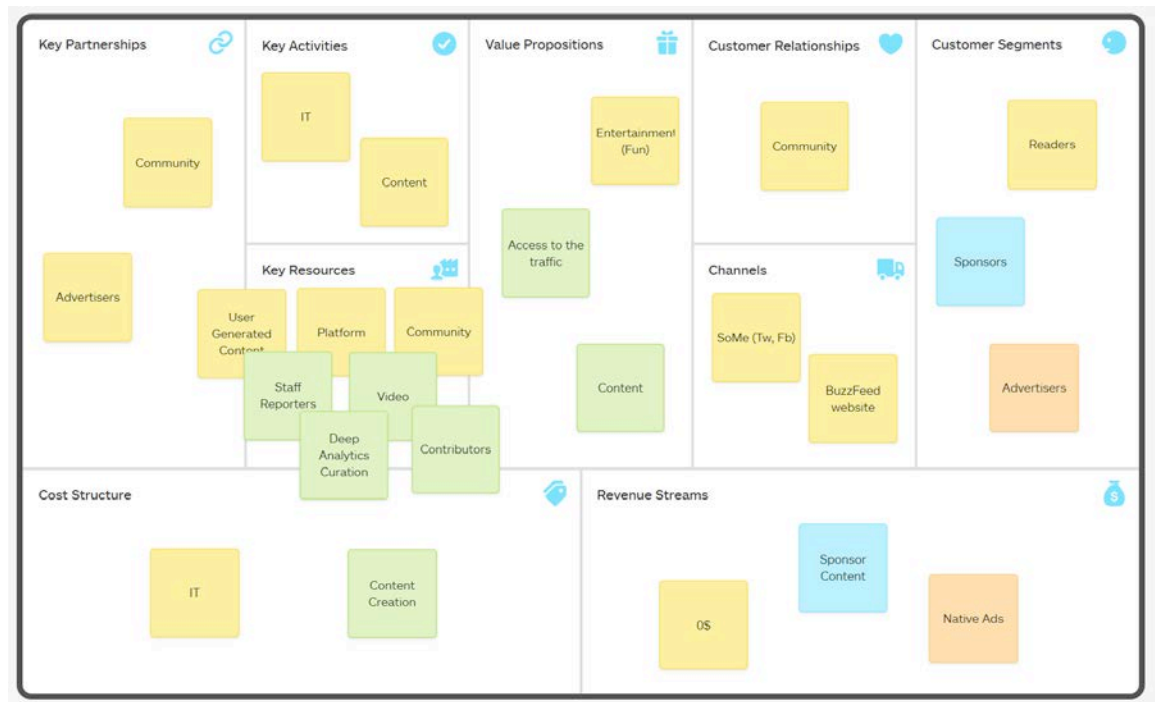 Key Partnerships
Community
Advertisers
Key Activities
IT
Content
Key Resources
User
Generated
Content
Platform
Community
Staff
Reporters
Video
Deep
Analytics
Curation
Contributors
Value Propositions
Entertainment
(Fun)
Access to the
traffic
Content
Customer Relationships
Community
Channels
SoMe (Tw, Fb)
BuzzFeed
website
Customer Segments
Readers
Sponsors
Advertisers
Cost Structure
IT
Content
Creation
Revenue Streams
$
0$
Sponsor
Content
Native Ads